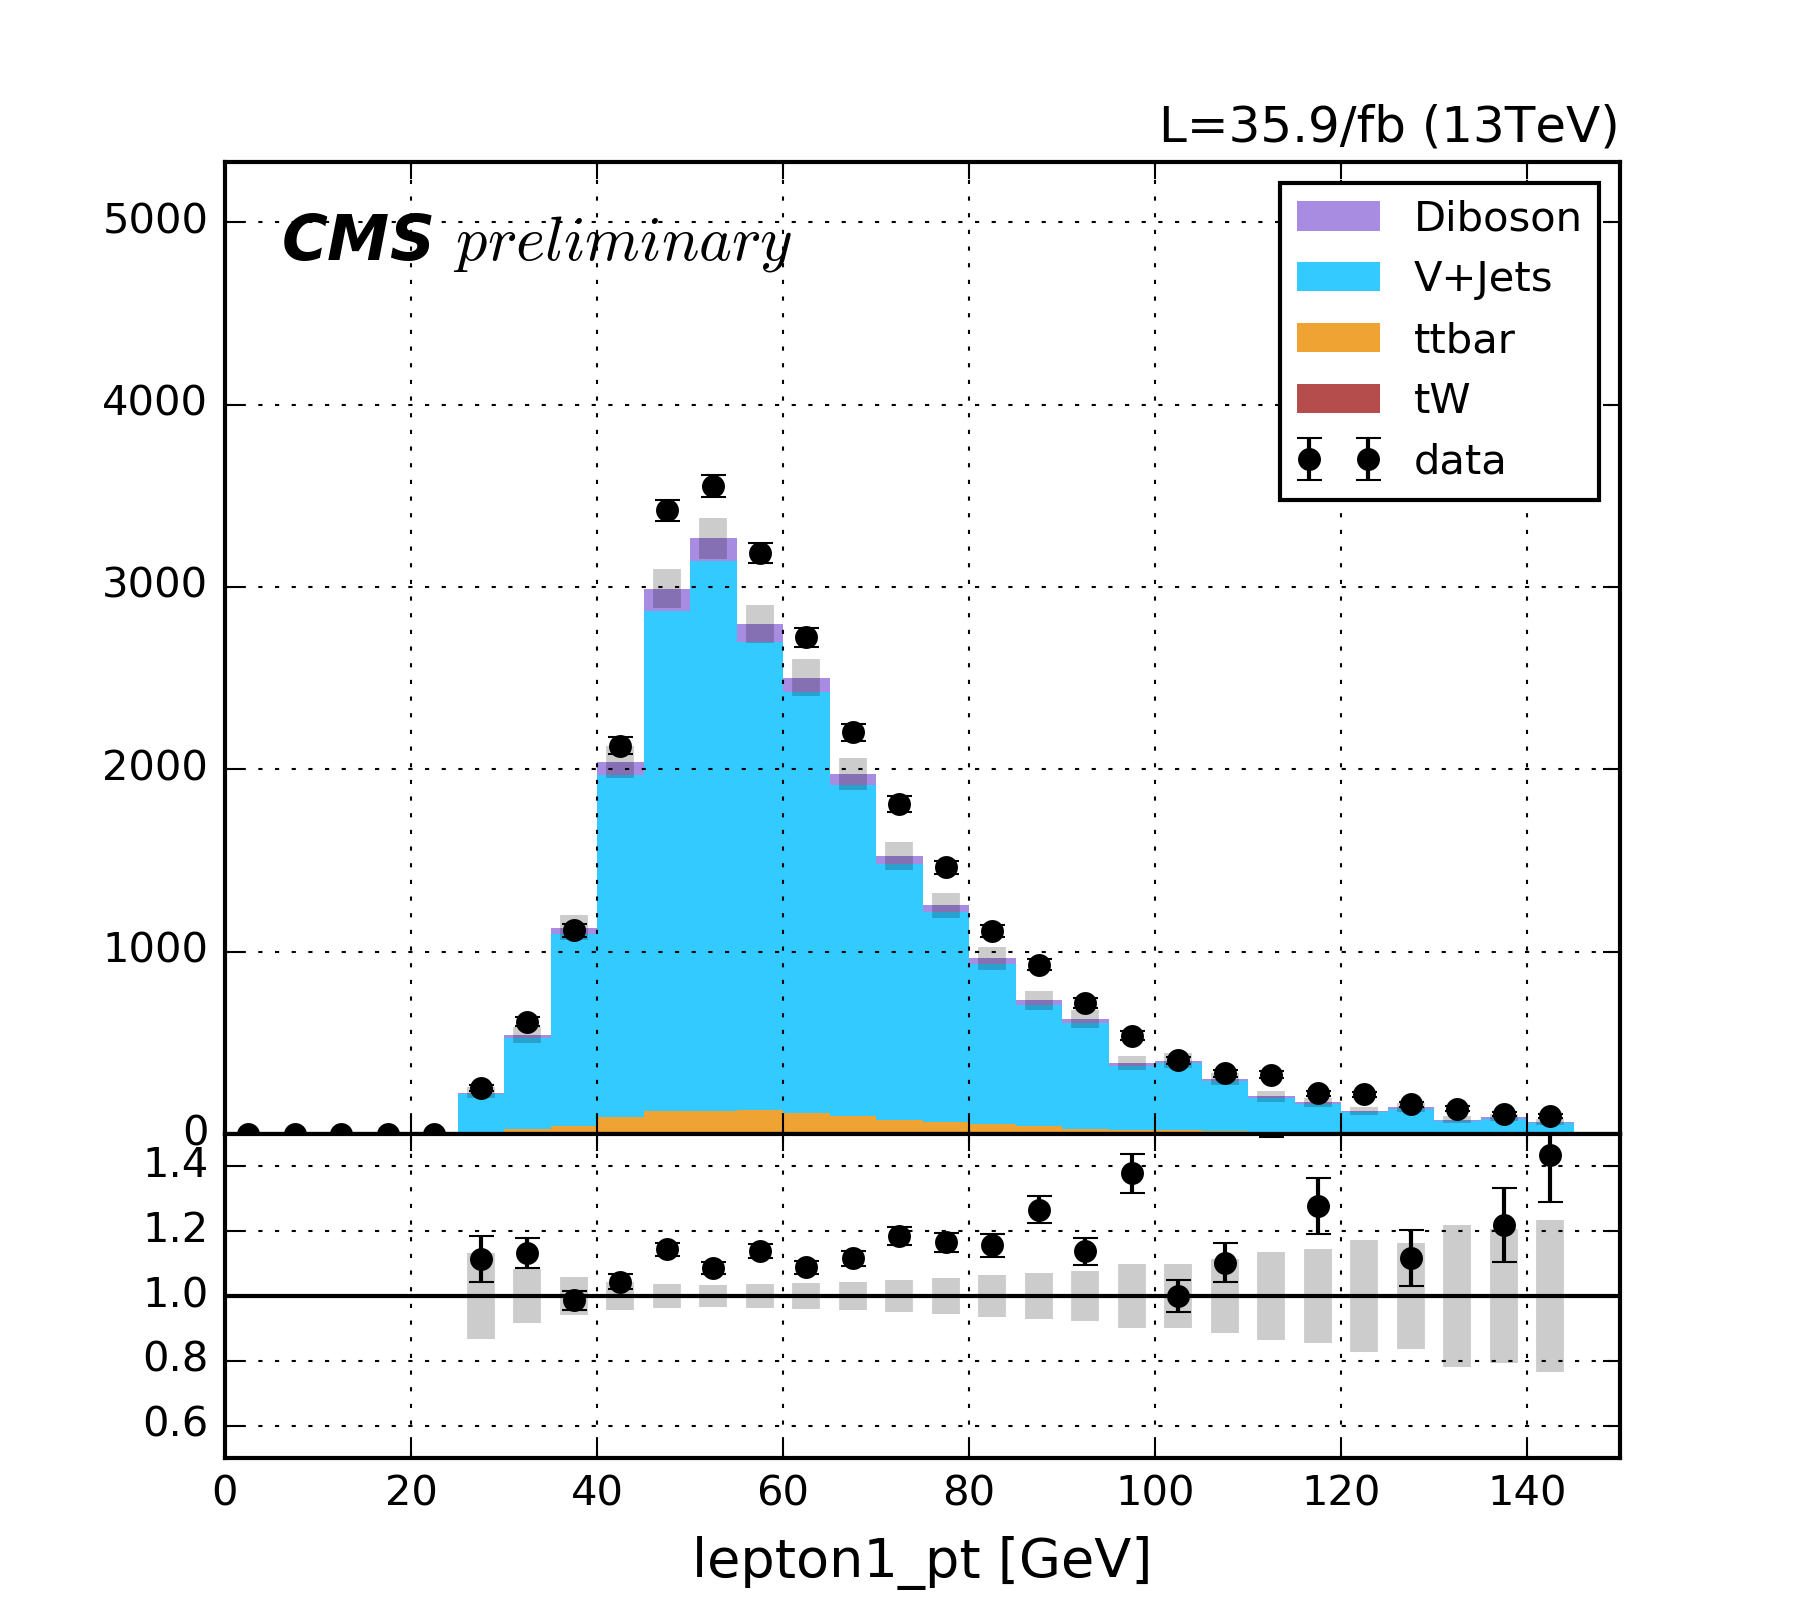 L=35.9/fb (13TeV)
CMS preliminary
Diboson
V+Jets
ttbar
tW
data
5000
4000
3000
2000
1000
0
1.4
1.2
1.0
0.8
0.6
0 20 40 60 80 100 120 140
lepton1_pt [GeV]